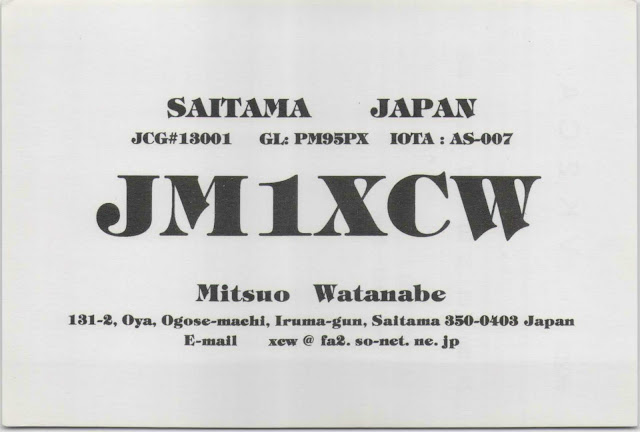 SAITAMA JAPAN
JCG#13001 GL: PM95PX IOTA : AS-007
JM1XCW
Mitsuo Watanabe
131-2, Oya, Ogose-machi, Iruma-gun, Saitama 350-0403 Japan
E-mail xcw @ fa2. so-net. ne. jp